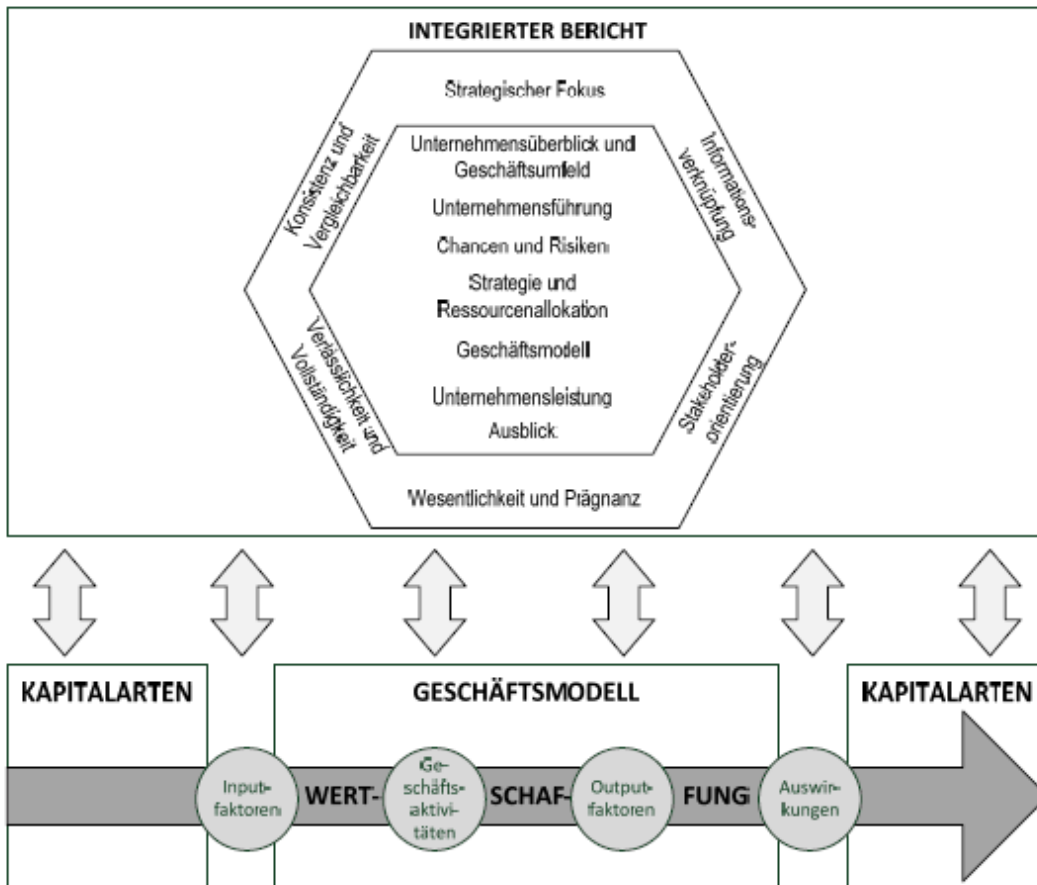 INTEGRIERTER BERICHT
Strategischer Fokus
Konsistenz und
Vergleichbarkeit
Informations-
verknüpfung
Unternehmensüberblick und
Geschäftsumfeld
Unternehmensführung
Chancen und Risiken
Strategie und
Ressourcenallokation
Geschäftsmodell
Unternehmensleistung
Ausblick
Verlässlichkeit und
Vollständigkeit
Stakeholder-
orientierung
Wesentlichkeit und Prägnanz
KAPITALARTEN
GESCHÄFTSMODELL
KAPITALARTEN
Input-
faktoren
WERT-
Ge-
schäfts-
aktivi-
täten
SCHAF-
Output-
faktoren
FUNG
Auswir-
kungen